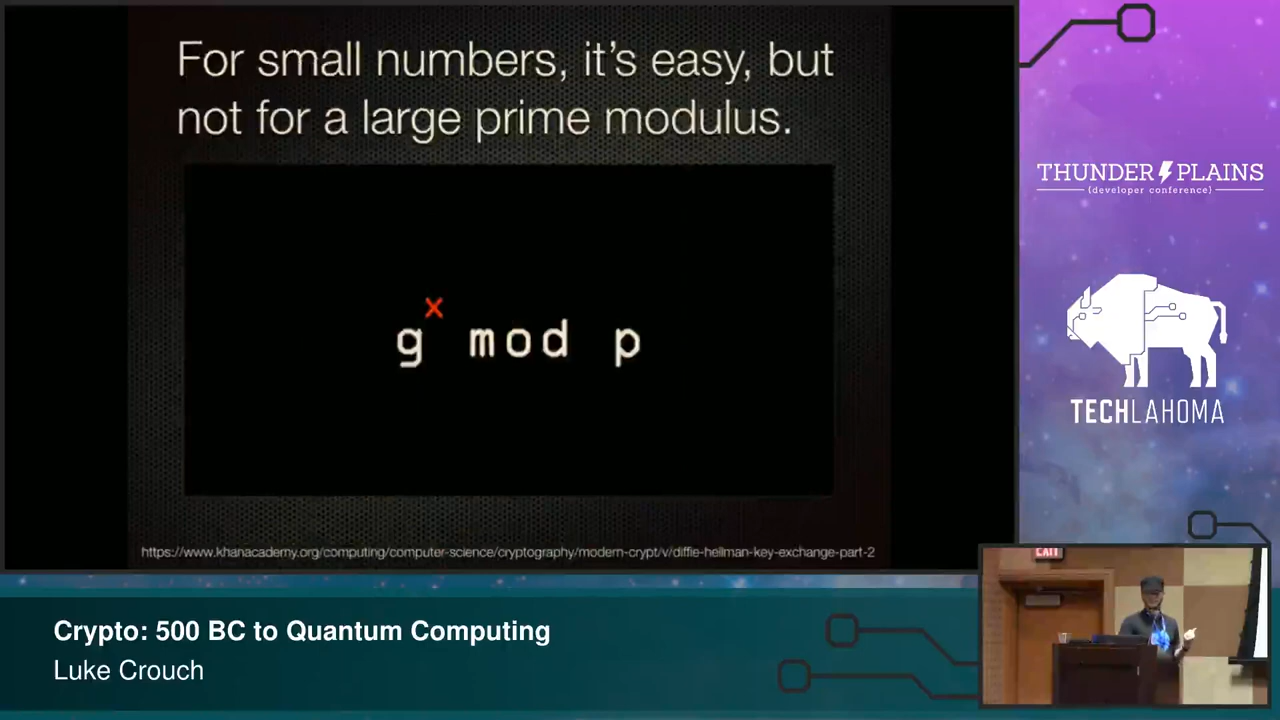 For small numbers, it's easy, but
not for a large prime modulus.
g^x mod p
https://www.khanacademy.org/computing/computer-science/cryptography/modern-crypt/v/diffie-hellman-key-exchange-part-2
THUNDER PLAINS
{developer conference}
TECHLAHOMA
EXIT
Crypto: 500 BC to Quantum Computing
Luke Crouch